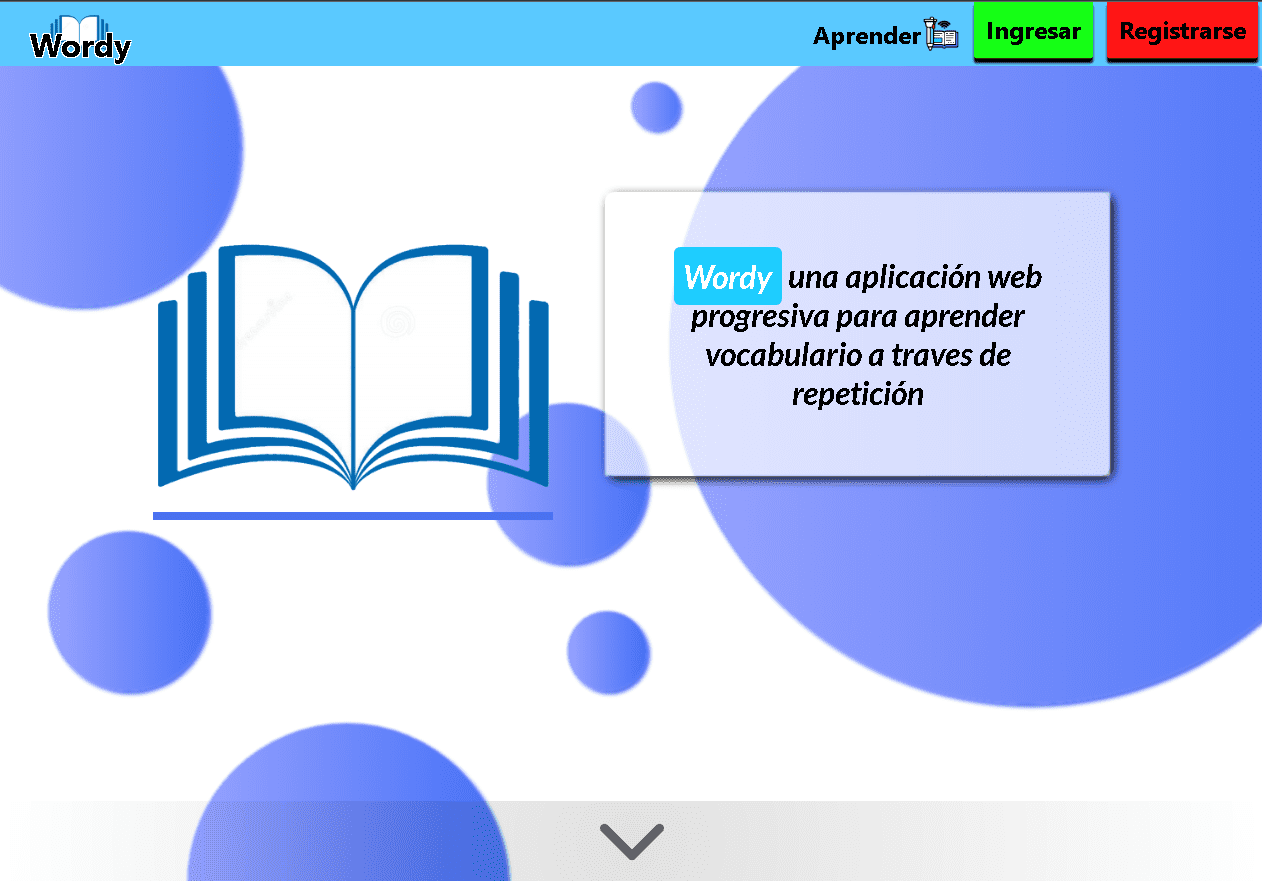 Wordy
Aprender
Ingresar
Registrarse
Wordy una aplicación web
progresiva para aprender
vocabulario a traves de
repetición